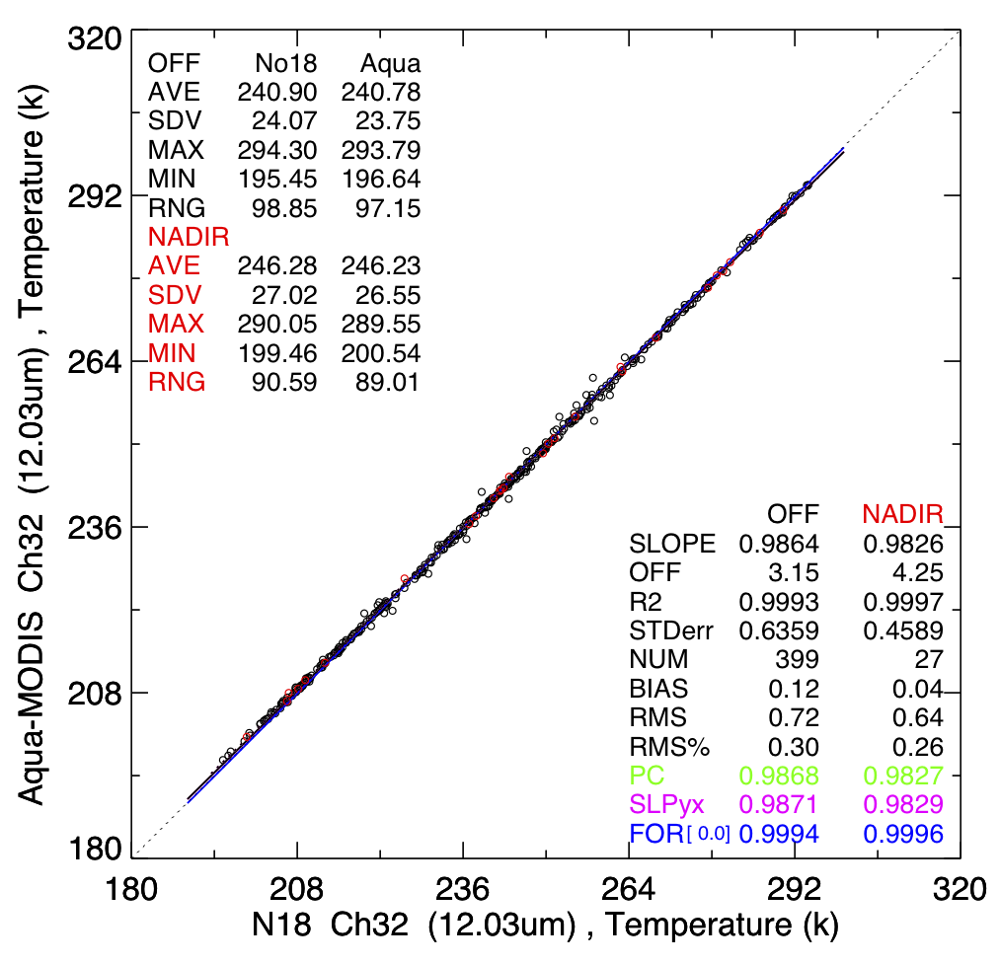 320
292
264
236
208
180
Aqua-MODIS Ch32 (12.03um) , Temperature (k)
OFF No18 Aqua
AVE 240.90 240.78
SDV 24.07 23.75
MAX 294.30 293.79
MIN 195.45 196.64
RNG 98.85 97.15
NADIR
AVE 246.28 246.23
SDV 27.02 26.55
MAX 290.05 289.55
MIN 199.46 200.54
RNG 90.59 89.01
OFF NADIR
SLOPE 0.9864 0.9826
OFF 3.15 4.25
R2 0.9993 0.9997
STDerr 0.6359 0.4589
NUM 399 27
BIAS 0.12 0.04
RMS 0.72 0.64
RMS% 0.30 0.26
PC 0.9868 0.9827
SLPyx 0.9871 0.9829
FOR[ 0.0] 0.9994 0.9996
180 208 236 264 292 320
N18 Ch32 (12.03um) , Temperature (k)